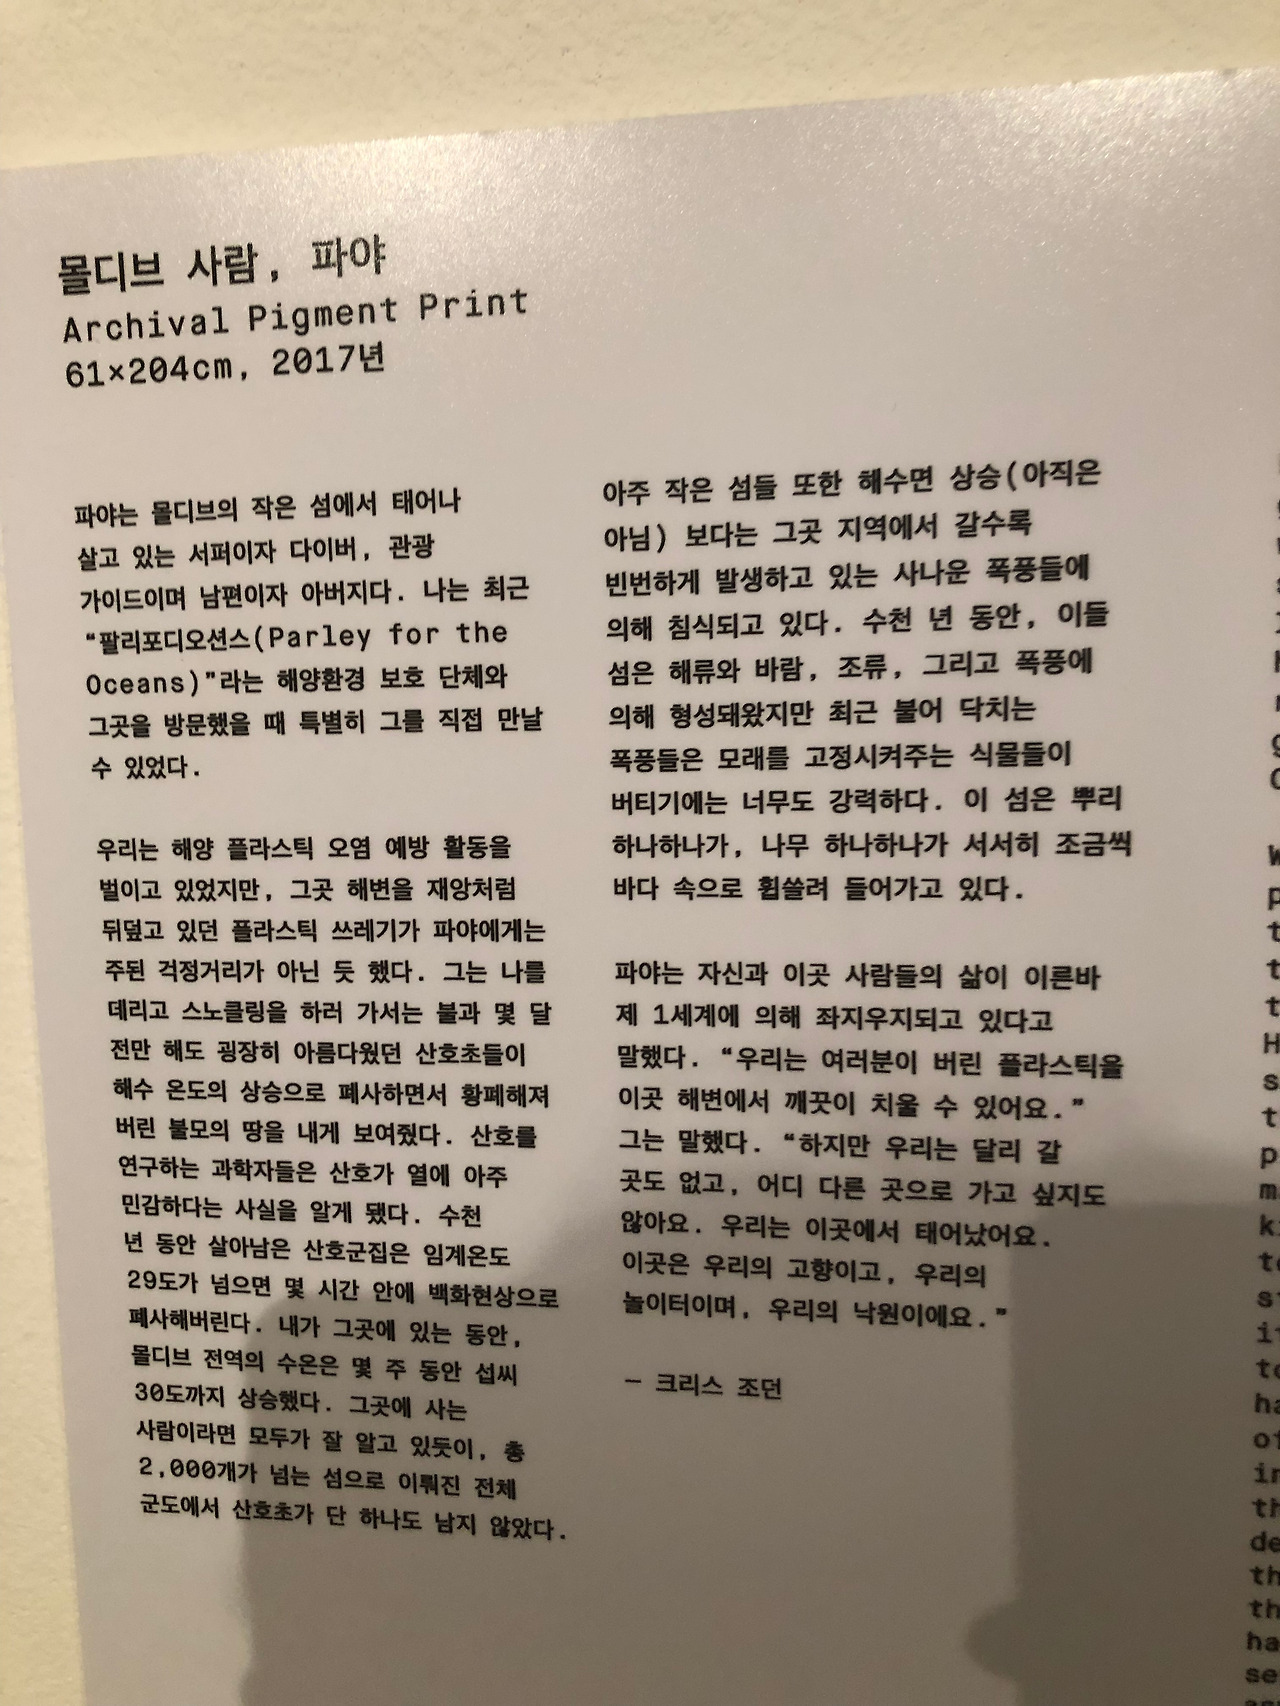 몰디브 사람, 파야
Archival Pigment Print
61×204cm, 2017년
파야는 몰디브의 작은 섬에서 태어나
살고 있는 서퍼이자 다이버, 관광
가이드이며 남편이자 아버지다. 나는 최근
“팔리포디오션스(Parley for the
Oceans)”라는 해양환경 보호 단체와
그곳을 방문했을 때 특별히 그를 직접 만날
수 있었다.
우리는 해양 플라스틱 오염 예방 활동을
벌이고 있었지만, 그곳 해변을 재앙처럼
뒤덮고 있던 플라스틱 쓰레기가 파야에게는
주된 걱정거리가 아닌 듯 했다. 그는 나를
데리고 스노클링을 하러 가서는 불과 몇 달
전만 해도 굉장히 아름다웠던 산호초들이
해수 온도의 상승으로 폐사하면서 황폐해져
버린 불모의 땅을 내게 보여줬다. 산호를
연구하는 과학자들은 산호가 열에 아주
민감하다는 사실을 알게 됐다. 수천
년 동안 살아남은 산호군집은 임계온도
29도가 넘으면 몇 시간 안에 백화현상으로
폐사해버린다. 내가 그곳에 있는 동안,
몰디브 전역의 수온은 몇 주 동안 섭씨
30도까지 상승했다. 그곳에 사는
사람이라면 모두가 잘 알고 있듯이, 총
2,000개가 넘는 섬으로 이뤄진 전체
군도에서 산호초가 단 하나도 남지 않았다.
아주 작은 섬들 또한 해수면 상승(아직은
아님) 보다는 그곳 지역에서 갈수록
빈번하게 발생하고 있는 사나운 폭풍들에
의해 침식되고 있다. 수천 년 동안, 이들
섬은 해류와 바람, 조류, 그리고 폭풍에
의해 형성돼왔지만 최근 불어 닥치는
폭풍들은 모래를 고정시켜주는 식물들이
버티기에는 너무도 강력하다. 이 섬은 뿌리
하나하나가, 나무 하나하나가 서서히 조금씩
바다 속으로 휩쓸려 들어가고 있다.
파야는 자신과 이곳 사람들의 삶이 이른바
제 1세계에 의해 좌지우지되고 있다고
말했다. “우리는 여러분이 버린 플라스틱을
이곳 해변에서 깨끗이 치울 수 있어요.”
그는 말했다. “하지만 우리는 달리 갈
곳도 없고, 어디 다른 곳으로 가고 싶지도
않아요. 우리는 이곳에서 태어났어요.
이곳은 우리의 고향이고, 우리의
놀이터이며, 우리의 낙원이에요.”
– 크리스 조던